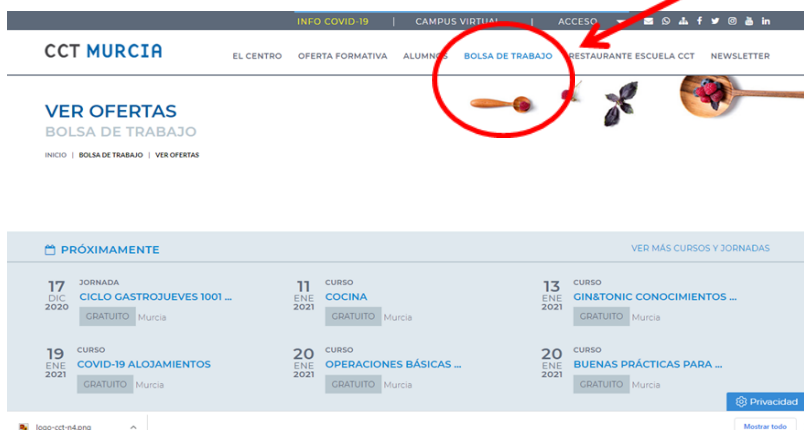 INFO COVID-19 | CAMPUS VIRTUAL | ACCESO
CCT MURCIA
EL CENTRO OFERTA FORMATIVA ALUMNOS BOLSA DE TRABAJO RESTAURANTE ESCUELA CCT NEWSLETTER
VER OFERTAS
BOLSA DE TRABAJO
INICIO | BOLSA DE TRABAJO | VER OFERTAS
PRÓXIMAMENTE
VER MÁS CURSOS Y JORNADAS
17 DIC 2020
JORNADA
CICLO GASTROJUEVES 1001 ...
GRATUITO Murcia
11 ENE 2021
CURSO
COCINA
GRATUITO Murcia
13 ENE 2021
CURSO
GIN&TONIC CONOCIMIENTOS ...
GRATUITO Murcia
19 ENE 2021
CURSO
COVID-19 ALOJAMIENTOS
GRATUITO Murcia
20 ENE 2021
CURSO
OPERACIONES BÁSICAS ...
GRATUITO Murcia
20 ENE 2021
CURSO
BUENAS PRÁCTICAS PARA ...
GRATUITO Murcia
Privacidad
logo-cct-n4.png
Mostrar todo